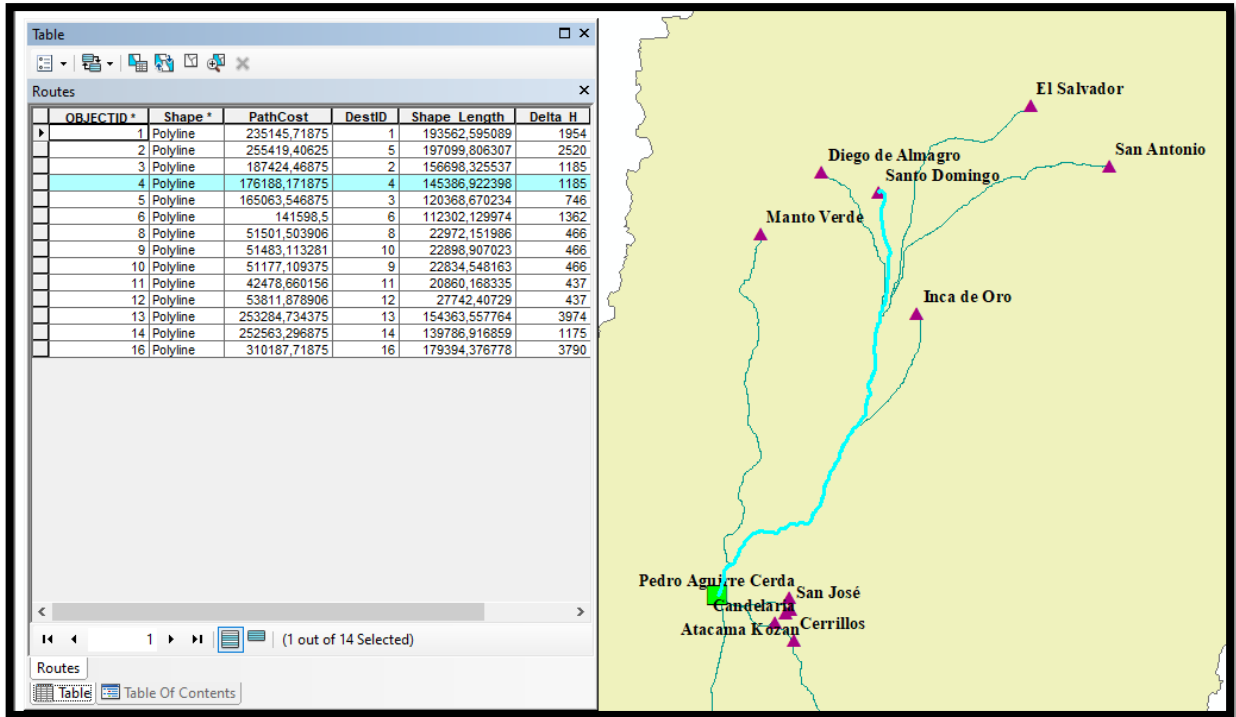 Table
Routes
OBJECTID * Shape * PathCost DestID Shape_Length Delta_H
1 Polyline 235145,71875 1 193562,595089 1954
2 Polyline 255419,40625 5 197099,806307 2520
3 Polyline 187424,46875 2 156698,325537 1185
4 Polyline 176188,171875 4 145386,922398 1185
5 Polyline 165063,546875 3 120368,670234 746
6 Polyline 141598,5 6 112302,129974 1362
8 Polyline 51501,503906 8 22972,151986 466
9 Polyline 51483,113281 10 22898,907023 466
10 Polyline 51177,109375 9 22834,548163 466
11 Polyline 42478,660156 11 20860,168335 437
12 Polyline 53811,878906 12 27742,40729 437
13 Polyline 253284,734375 13 154363,557764 3974
14 Polyline 252563,296875 14 139786,916859 1175
16 Polyline 310187,71875 16 179394,376778 3790
1 (1 out of 14 Selected)
Routes
Table Table Of Contents
El Salvador
San Antonio
Diego de Almagro
Santo Domingo
Manto Verde
Inca de Oro
Pedro Aguirre Cerda
San José
Candelaria
Cerrillos
Atacama Kozan